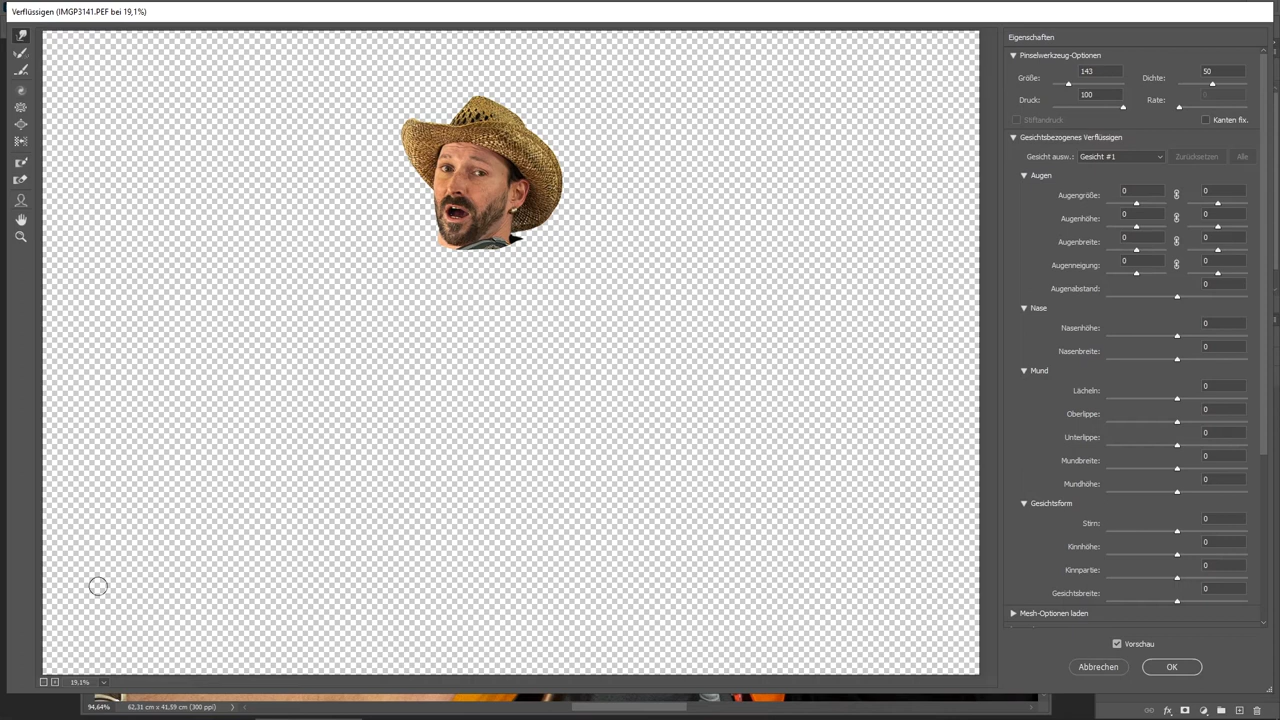 Verflüssigen (IMGP3141.PEF bei 19,1%)
Eigenschaften
Pinselwerkzeug-Optionen
Größe: 143 Dichte: 50
Druck: 100 Rate: 0
Stiftandruck Kanten fix.
Gesichtsbezogenes Verflüssigen
Gesicht ausw.: Gesicht #1 Zurücksetzen Alle
Augen
Augengröße: 0 0
Augenhöhe: 0 0
Augenbreite: 0 0
Augenneigung: 0 0
Augenabstand: 0
Nase
Nasenhöhe: 0
Nasenbreite: 0
Mund
Lächeln: 0
Oberlippe: 0
Unterlippe: 0
Mundbreite: 0
Mundhöhe: 0
Gesichtsform
Stirn: 0
Kinnhöhe: 0
Kinnpartie: 0
Gesichtsbreite: 0
Mesh-Optionen laden
Vorschau
Abbrechen OK
19,1%
94,64% 62,31 cm x 41,59 cm (300 ppi)